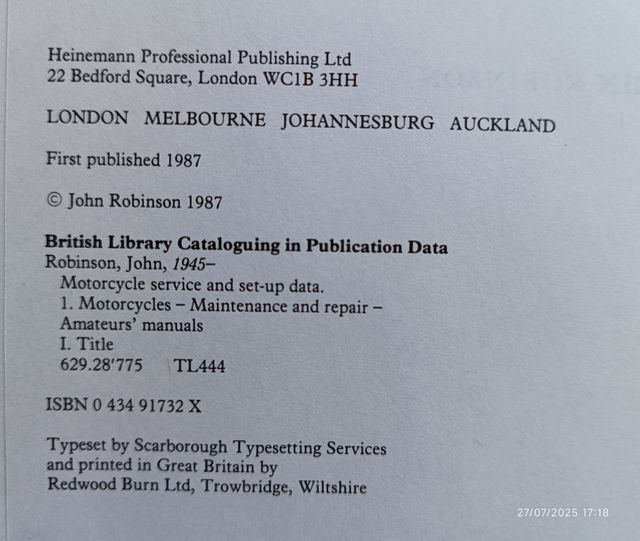 Heinemann Professional Publishing Ltd
22 Bedford Square, London WC1B 3HH
LONDON MELBOURNE JOHANNESBURG AUCKLAND
First published 1987
© John Robinson 1987
British Library Cataloguing in Publication Data
Robinson, John, 1945–
Motorcycle service and set-up data.
1. Motorcycles – Maintenance and repair –
Amateurs' manuals
I. Title
629.28'775 TL444
ISBN 0 434 91732 X
Typeset by Scarborough Typesetting Services
and printed in Great Britain by
Redwood Burn Ltd, Trowbridge, Wiltshire
27/07/2025 17:18